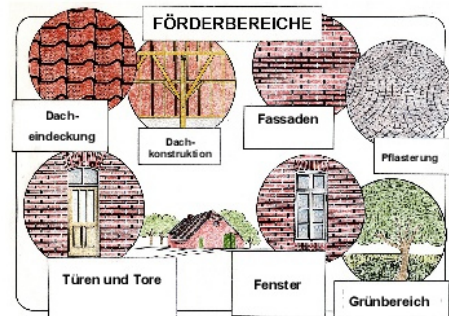 FÖRDERBEREICHE
Dach-
eindeckung
Dach-
konstruktion
Fassaden
Pflasterung
Türen und Tore
Fenster
Grünbereich